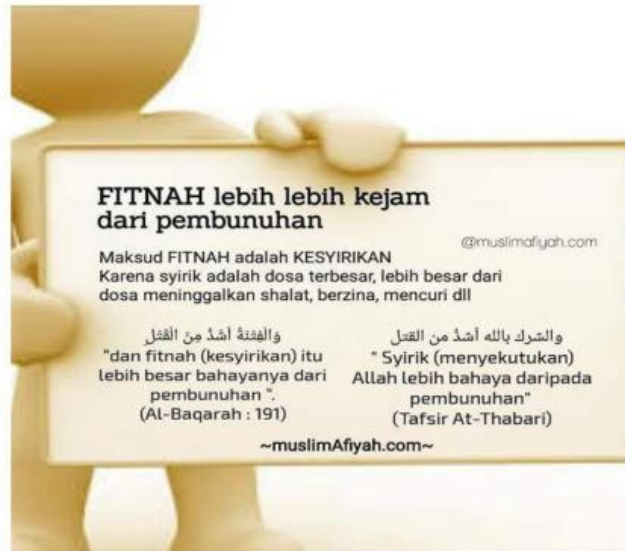 FITNAH lebih lebih kejam
dari pembunuhan
@muslimafiyah.com
Maksud FITNAH adalah KESYIRIKAN
Karena syirik adalah dosa terbesar, lebih besar dari
dosa meninggalkan shalat, berzina, mencuri dll
وَالْفِتْنَةُ أَشَدُّ مِنَ الْقَتْلِ
"dan fitnah (kesyirikan) itu
lebih besar bahayanya dari
pembunuhan ".
(Al-Baqarah : 191)
والشرك بالله أشدُّ من القتل
" Syirik (menyekutukan)
Allah lebih bahaya daripada
pembunuhan"
(Tafsir At-Thabari)
~muslimAfiyah.com~